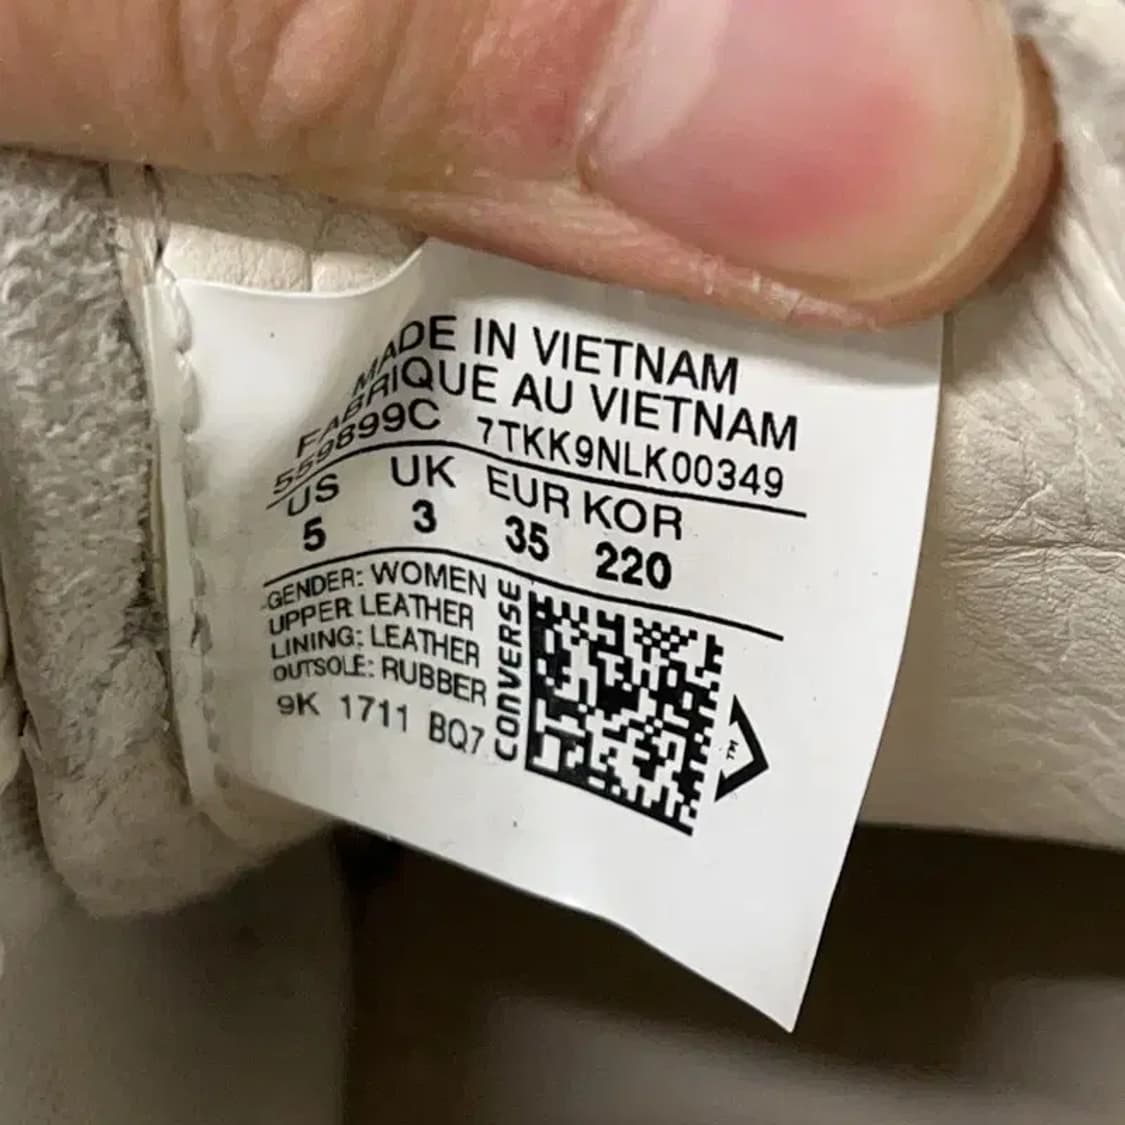 MADE IN VIETNAM
FABRIQUE AU VIETNAM
559899C 7TKK9NLK00349
US UK EUR KOR
5 3 35 220
GENDER: WOMEN
UPPER LEATHER
LINING: LEATHER
OUTSOLE: RUBBER
9K 1711 BQ7
CONVERSE
TM